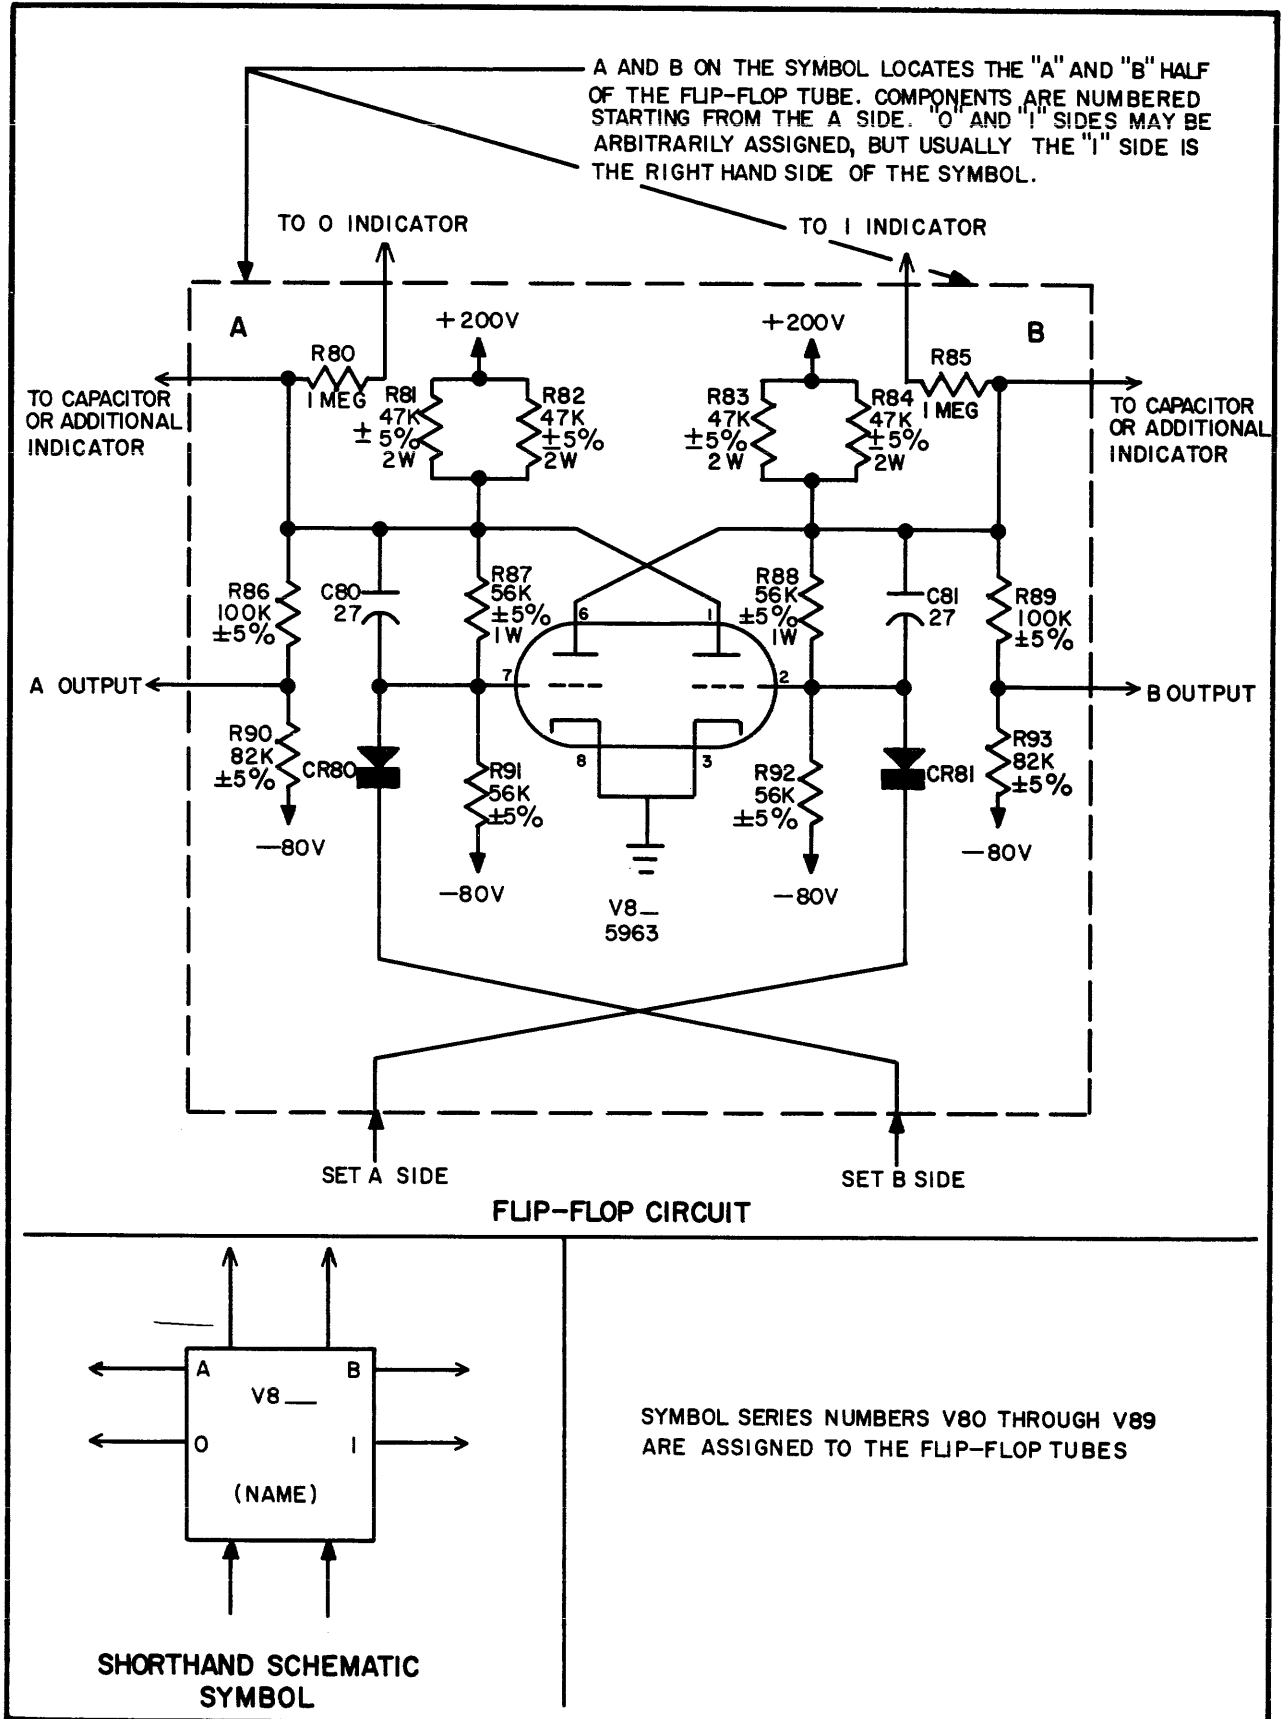 A AND B ON THE SYMBOL LOCATES THE "A" AND "B" HALF
OF THE FLIP-FLOP TUBE. COMPONENTS ARE NUMBERED
STARTING FROM THE A SIDE. "O" AND "I" SIDES MAY BE
ARBITRARILY ASSIGNED, BUT USUALLY THE "I" SIDE IS
THE RIGHT HAND SIDE OF THE SYMBOL.
TO O INDICATOR
TO I INDICATOR
A
B
+200V
+200V
R80
1 MEG
R85
1 MEG
TO CAPACITOR
OR ADDITIONAL
INDICATOR
R81
47K
±5%
2W
R82
47K
±5%
2W
R83
47K
±5%
2W
R84
47K
±5%
2W
TO CAPACITOR
OR ADDITIONAL
INDICATOR
R86
100K
±5%
C80
27
R87
56K
±5%
1W
6
1
R88
56K
±5%
1W
C81
27
R89
100K
±5%
A OUTPUT
7
2
B OUTPUT
R90
82K
±5%
CR80
R91
56K
±5%
8
3
R92
56K
±5%
CR81
R93
82K
±5%
-80V
-80V
-80V
-80V
V8_
5963
SET A SIDE
SET B SIDE
FLIP-FLOP CIRCUIT
A
B
V8__
O
I
(NAME)
SHORTHAND SCHEMATIC
SYMBOL
SYMBOL SERIES NUMBERS V80 THROUGH V89
ARE ASSIGNED TO THE FLIP-FLOP TUBES